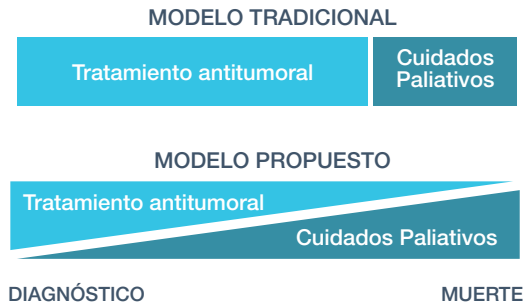 MODELO TRADICIONAL
Tratamiento antitumoral
Cuidados
Paliativos
MODELO PROPUESTO
Tratamiento antitumoral
Cuidados Paliativos
DIAGNÓSTICO
MUERTE